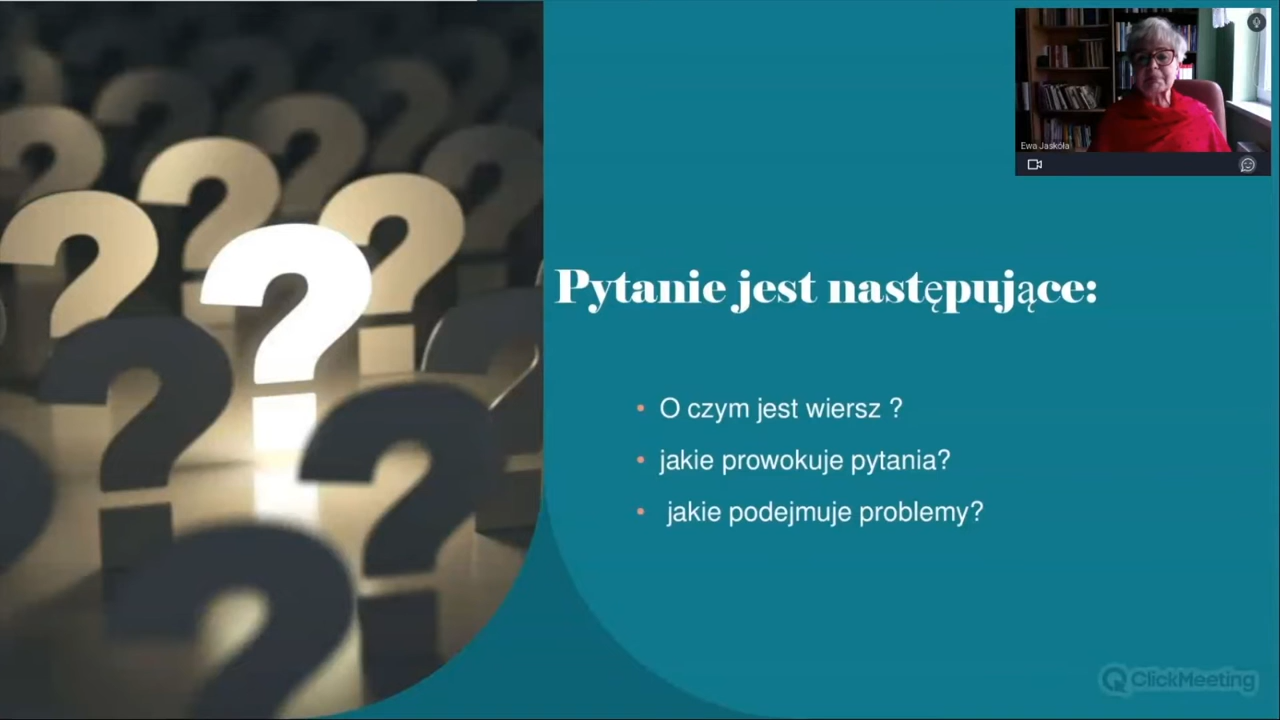 Ewa Jaskóła
Pytanie jest następujące:
• O czym jest wiersz ?
• jakie prowokuje pytania?
• jakie podejmuje problemy?
ClickMeeting